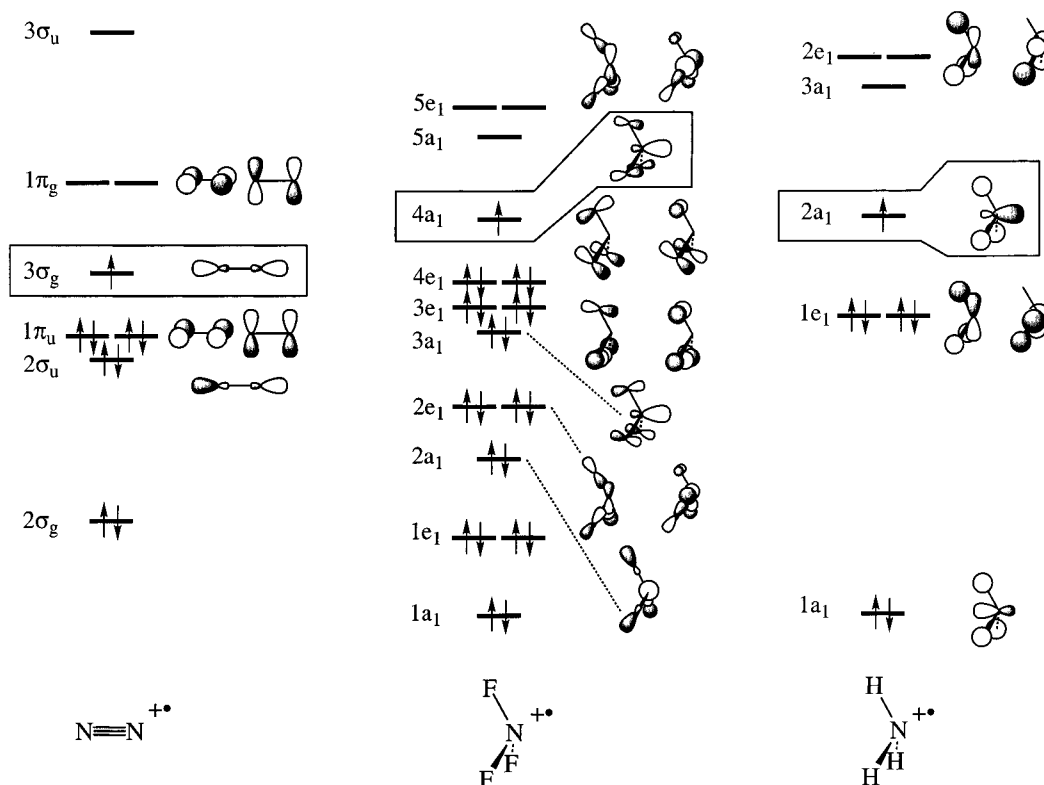 3σu
1πg
3σg
1πu
2σu
2σg
N≡N+•
5e1
5a1
4a1
4e1
3e1
3a1
2e1
2a1
1e1
1a1
F
N+•
F F
2e1
3a1
2a1
1e1
1a1
H
N+•
H H